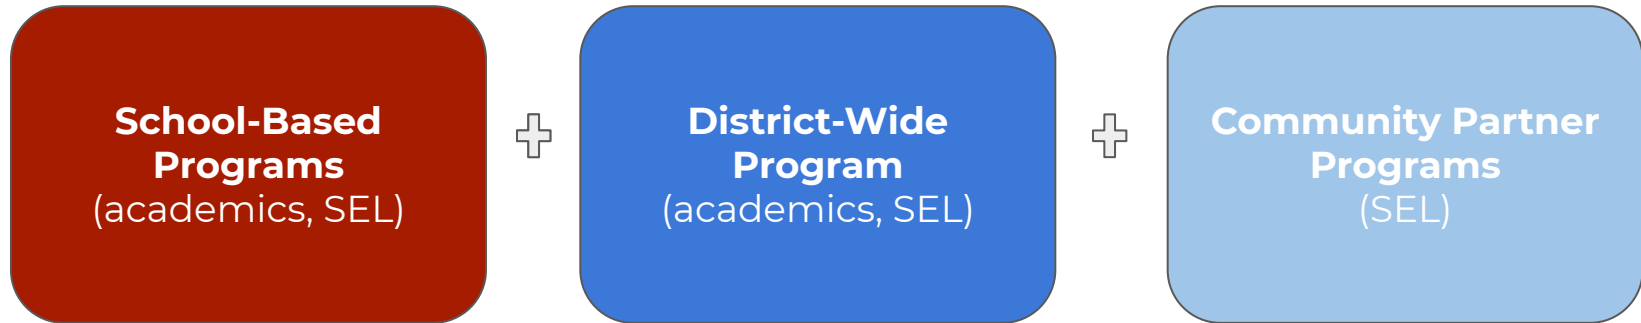 School-Based
Programs
(academics, SEL)
District-Wide
Program
(academics, SEL)
Community Partner
Programs
(SEL)